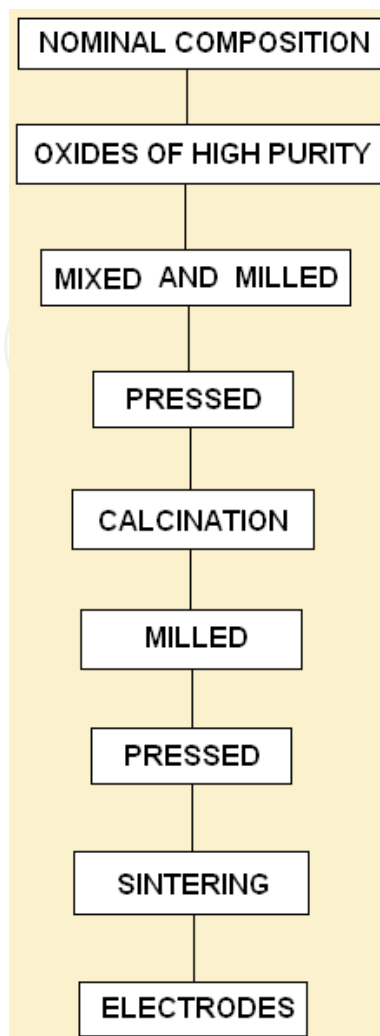 NOMINAL COMPOSITION
OXIDES OF HIGH PURITY
MIXED AND MILLED
PRESSED
CALCINATION
MILLED
PRESSED
SINTERING
ELECTRODES